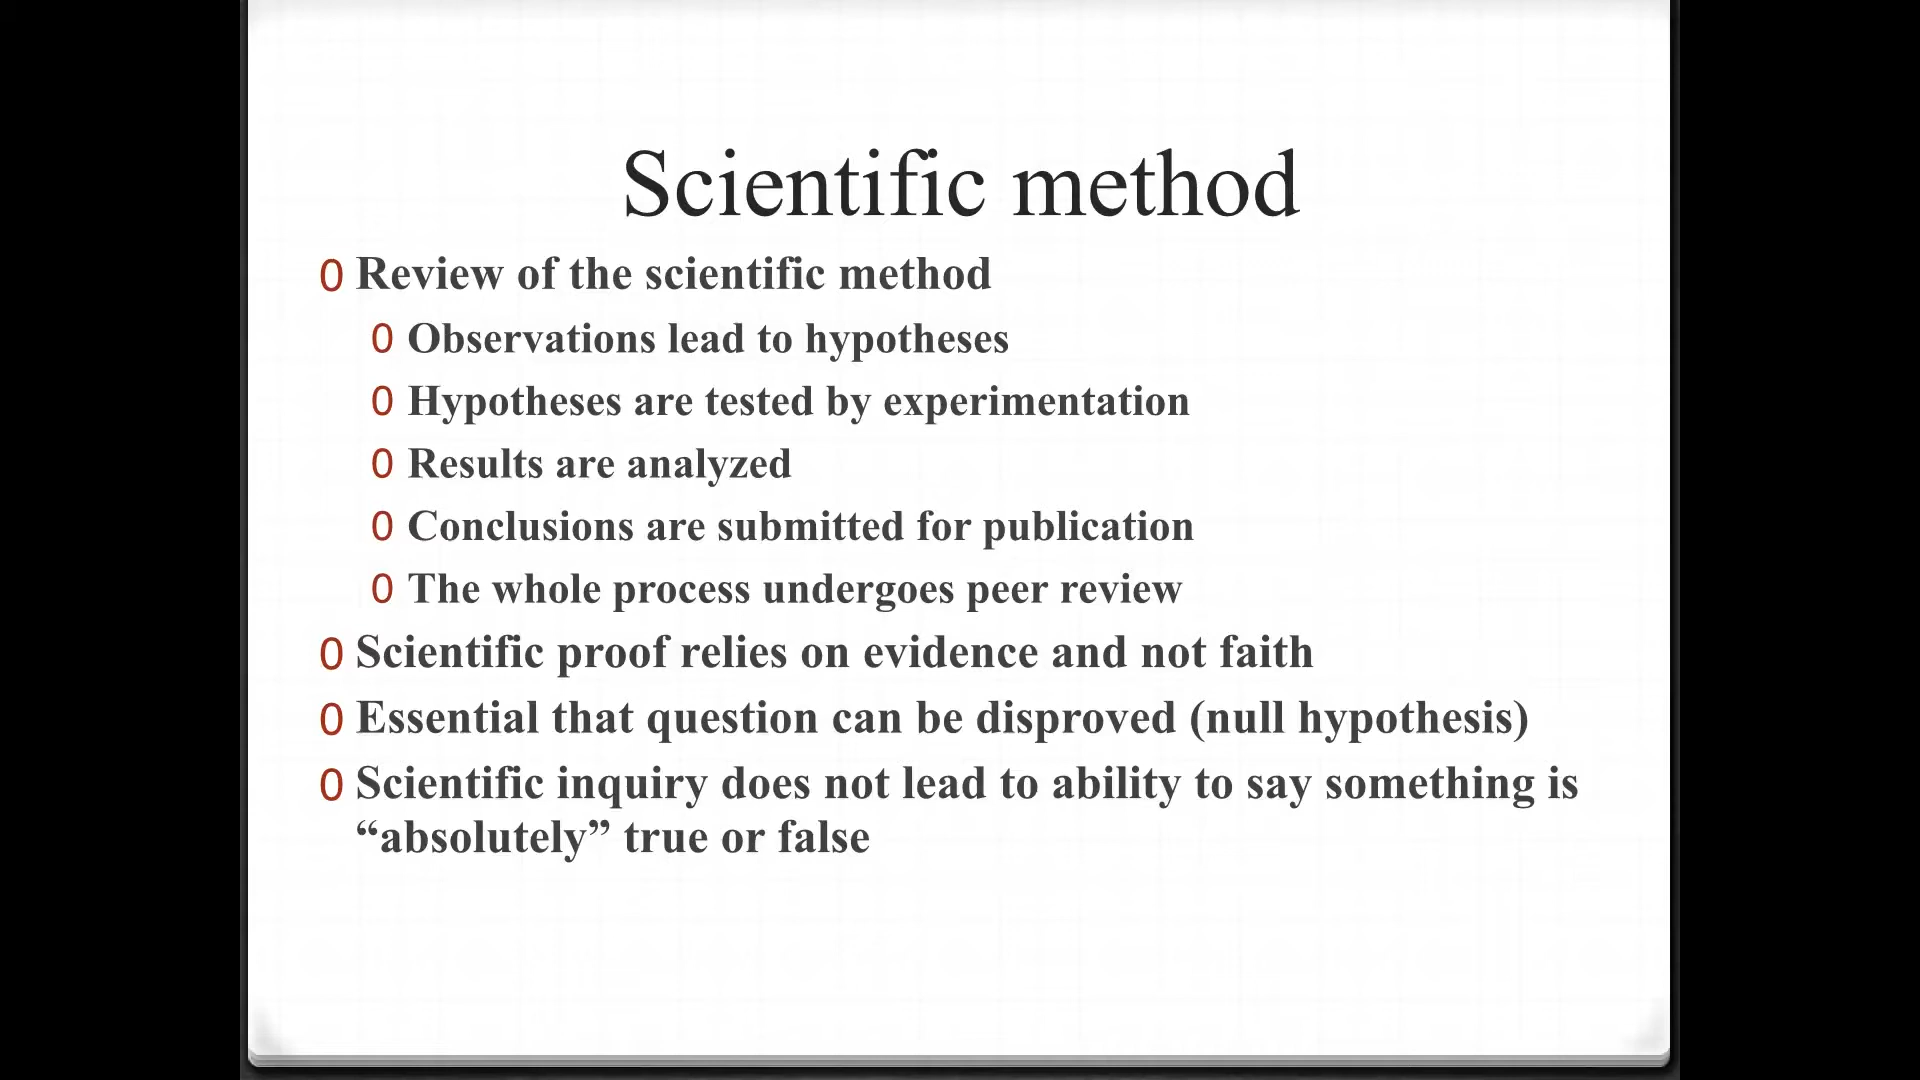 Scientific method
0 Review of the scientific method
0 Observations lead to hypotheses
0 Hypotheses are tested by experimentation
0 Results are analyzed
0 Conclusions are submitted for publication
0 The whole process undergoes peer review
0 Scientific proof relies on evidence and not faith
0 Essential that question can be disproved (null hypothesis)
0 Scientific inquiry does not lead to ability to say something is
“absolutely” true or false